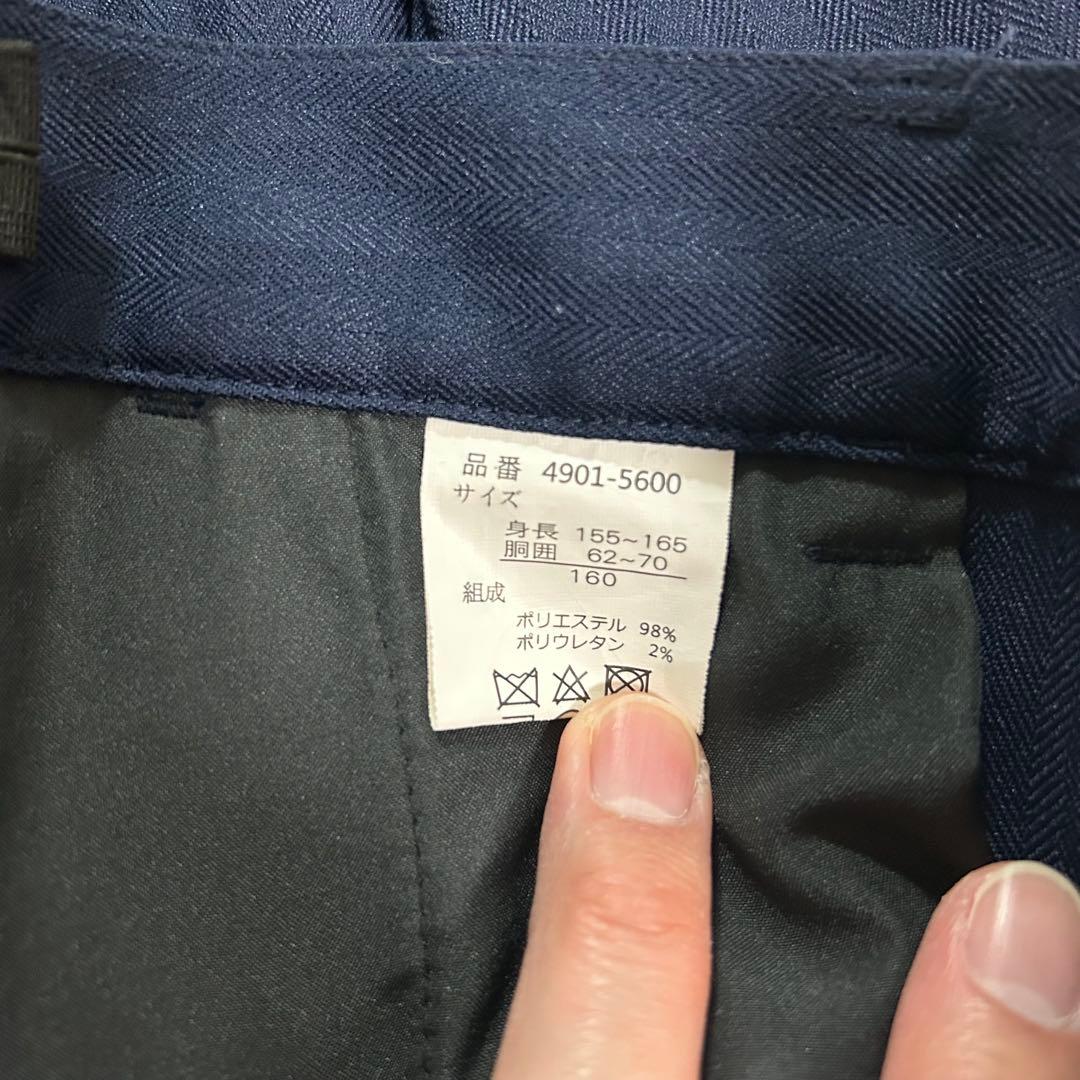 品番 4901-5600
サイズ
身長 155~165
胴囲 62~70
160
組成
ポリエステル 98%
ポリウレタン 2%